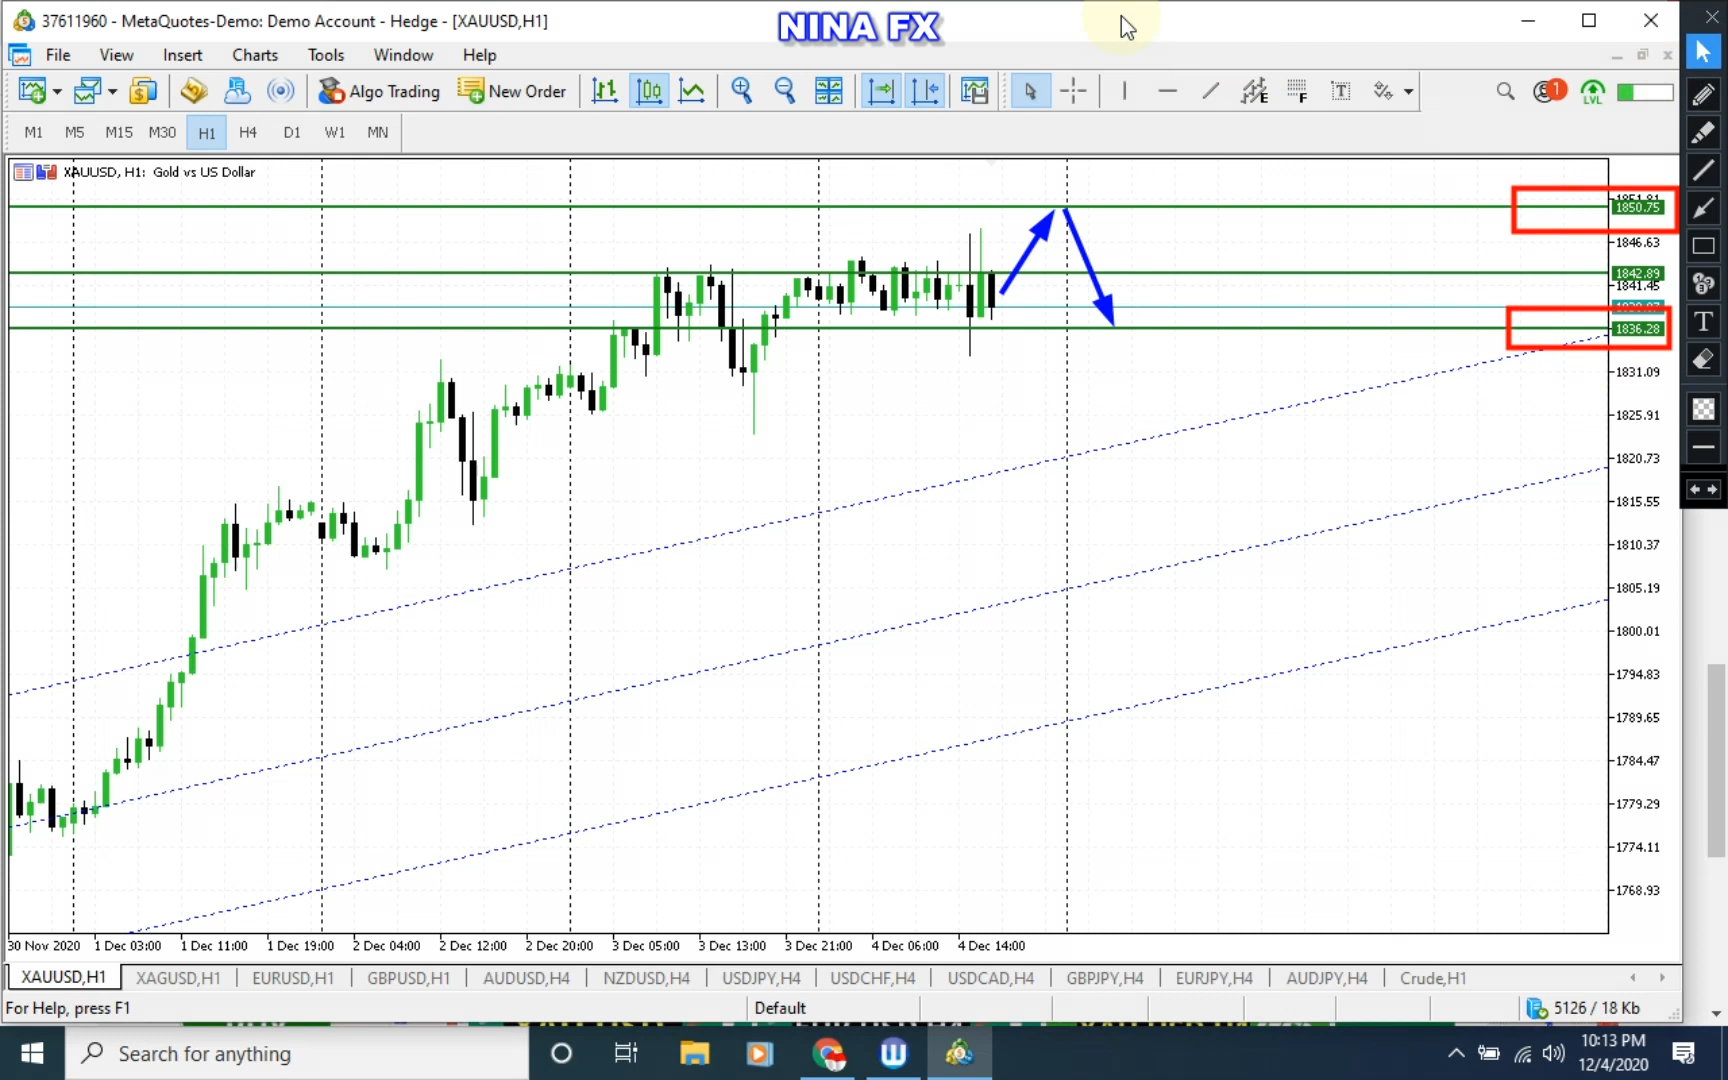 37611960 - MetaQuotes-Demo: Demo Account - Hedge - [XAUUSD,H1]
NINA FX
File View Insert Charts Tools Window Help
Algo Trading New Order
1
LVL
M1 M5 M15 M30 H1 H4 D1 W1 MN
XAUUSD, H1: Gold vs US Dollar
1850.75
1846.63
1842.89
1841.45
1836.28
1831.09
1825.91
1820.73
1815.55
1810.37
1805.19
1800.01
1794.83
1789.65
1784.47
1779.29
1774.11
1768.93
30 Nov 2020 1 Dec 03:00 1 Dec 11:00 1 Dec 19:00 2 Dec 04:00 2 Dec 12:00 2 Dec 20:00 3 Dec 05:00 3 Dec 13:00 3 Dec 21:00 4 Dec 06:00 4 Dec 14:00
XAUUSD,H1 XAGUSD,H1 EURUSD,H1 GBPUSD,H1 AUDUSD,H4 NZDUSD,H4 USDJPY,H4 USDCHF,H4 USDCAD,H4 GBPJPY,H4 EURJPY,H4 AUDJPY,H4 Crude,H1
For Help, press F1 Default 5126 / 18 Kb
Search for anything
10:13 PM
12/4/2020